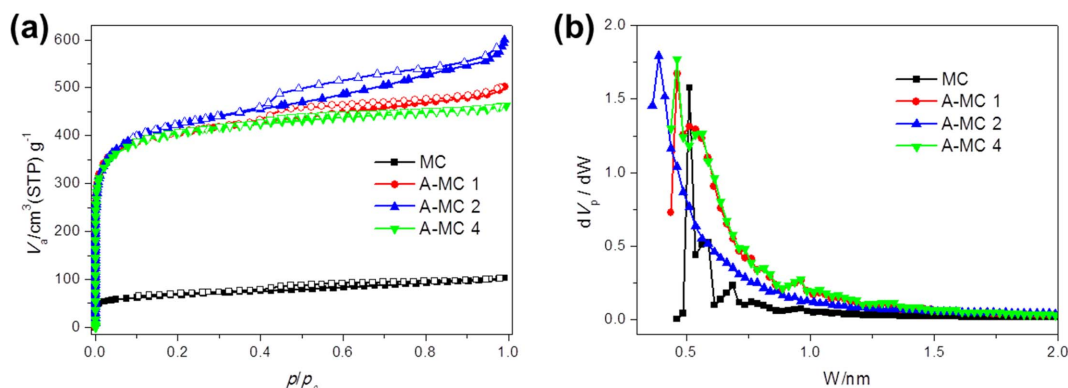 (a)
600
500
400
300
200
100
0
Vₐ/cm³(STP) g⁻¹
MC
A-MC 1
A-MC 2
A-MC 4
0.0 0.2 0.4 0.6 0.8 1.0
p/p₀
(b)
2.0
1.5
1.0
0.5
0.0
dVₚ / dW
MC
A-MC 1
A-MC 2
A-MC 4
0.5 1.0 1.5 2.0
W/nm